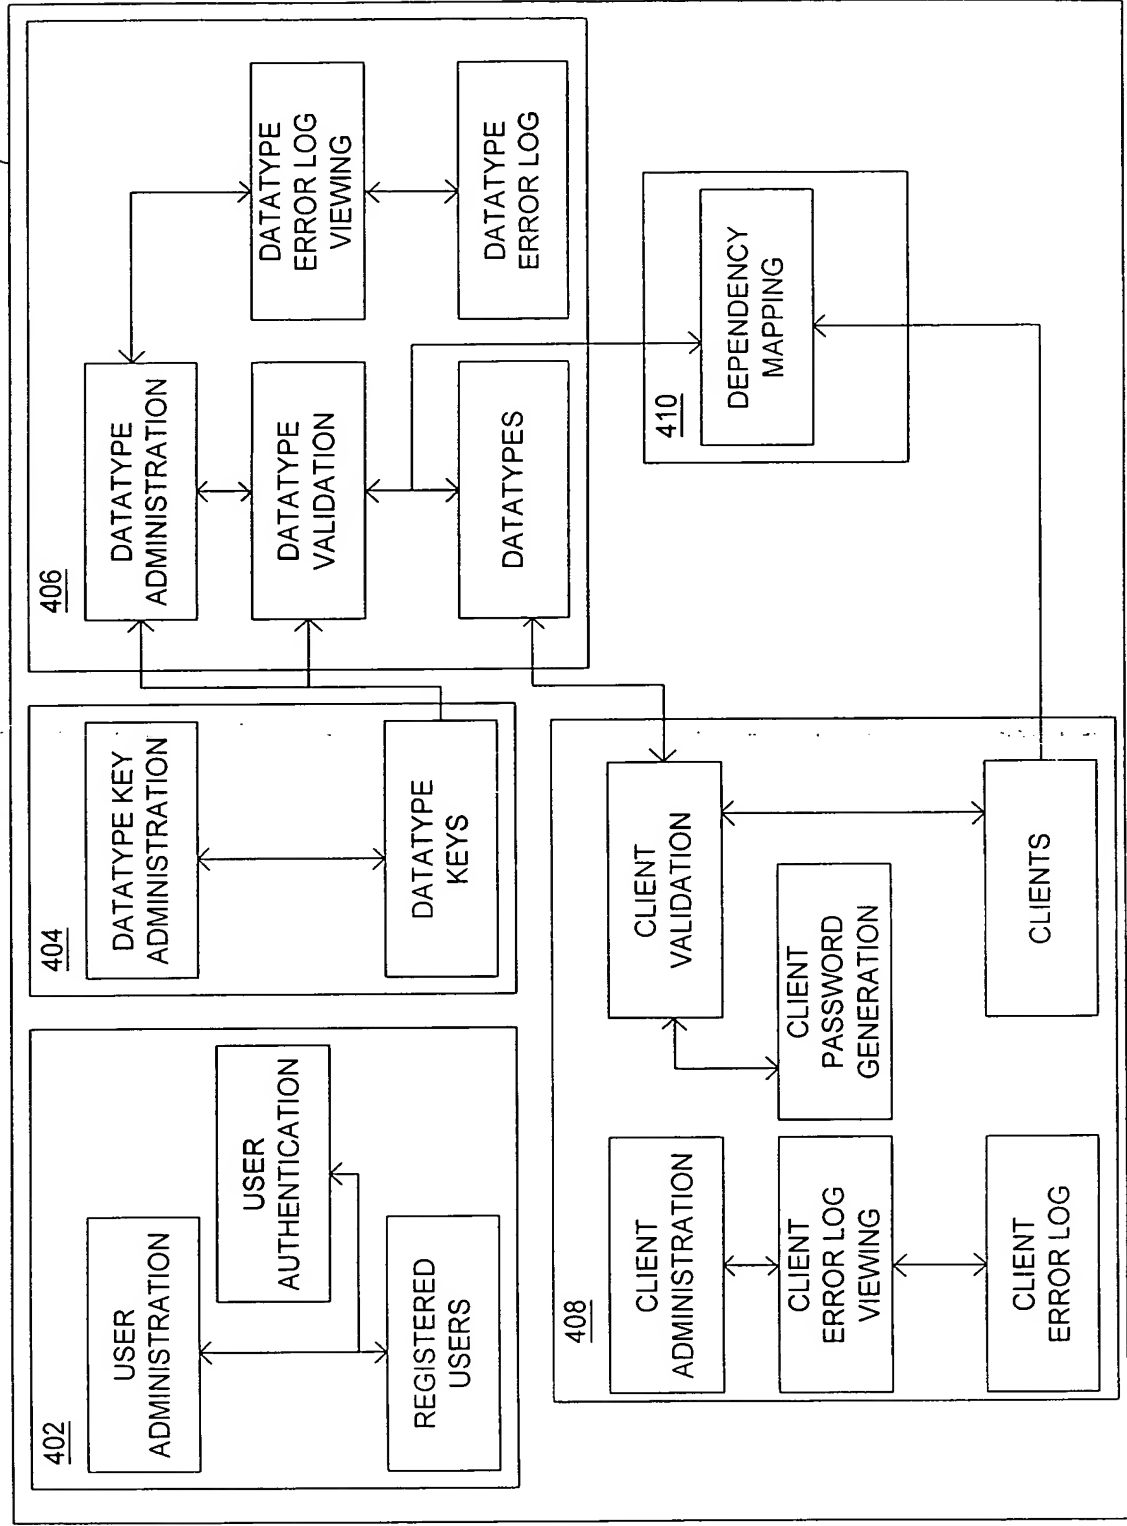 402
USER
ADMINISTRATION
USER
AUTHENTICATION
REGISTERED
USERS
404
DATATYPE KEY
ADMINISTRATION
DATATYPE
KEYS
406
DATATYPE
ADMINISTRATION
DATATYPE
VALIDATION
DATATYPES
DATATYPE
ERROR LOG
VIEWING
DATATYPE
ERROR LOG
408
CLIENT
ADMINISTRATION
CLIENT
ERROR LOG
VIEWING
CLIENT
ERROR LOG
CLIENT
VALIDATION
CLIENT
PASSWORD
GENERATION
CLIENTS
410
DEPENDENCY
MAPPING